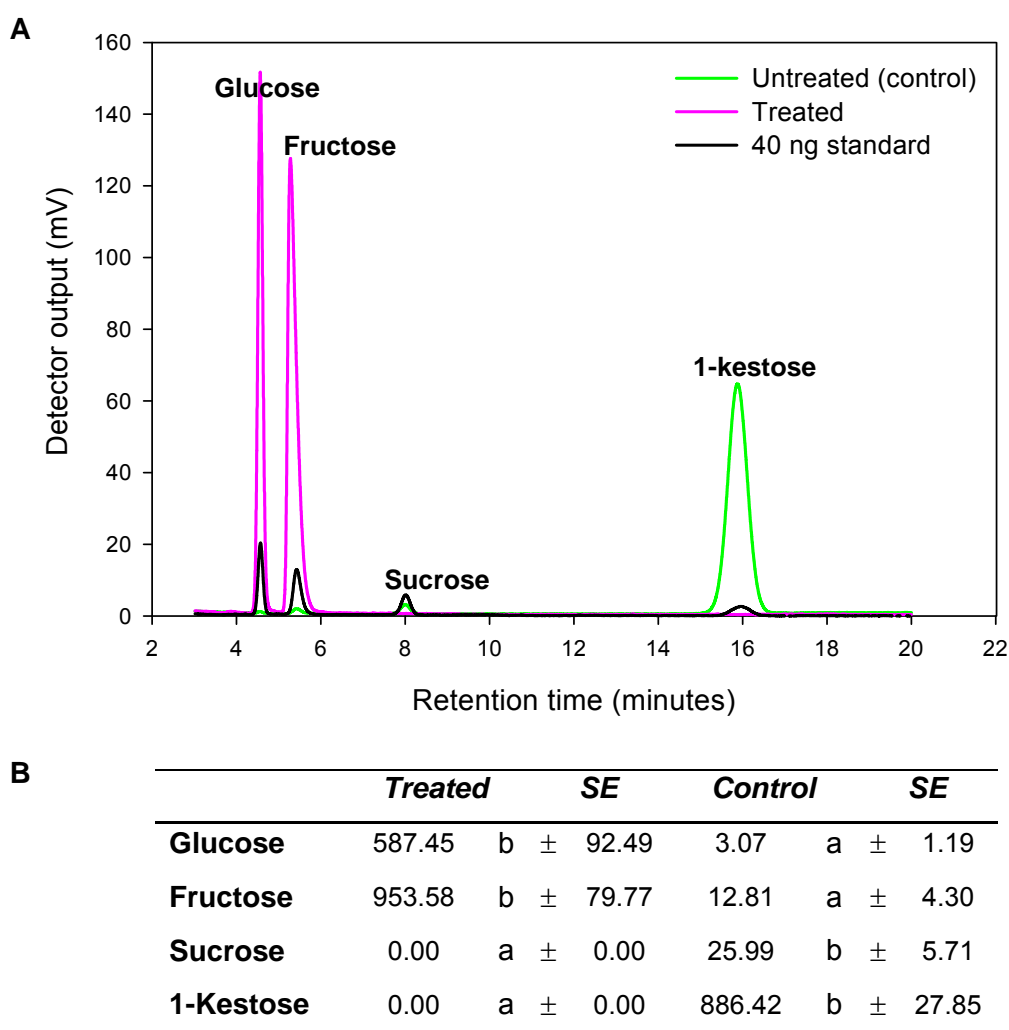 A
160
140
120
100
80
60
40
20
0
Detector output (mV)
Glucose
Fructose
Sucrose
1-kestose
Untreated (control)
Treated
40 ng standard
2 4 6 8 10 12 14 16 18 20 22
Retention time (minutes)
B
Treated SE Control SE
Glucose 587.45 b ± 92.49 3.07 a ± 1.19
Fructose 953.58 b ± 79.77 12.81 a ± 4.30
Sucrose 0.00 a ± 0.00 25.99 b ± 5.71
1-Kestose 0.00 a ± 0.00 886.42 b ± 27.85